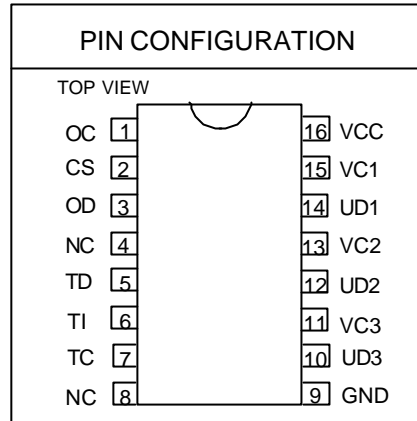 PIN CONFIGURATION
TOP VIEW
OC 1 16 VCC
CS 2 15 VC1
OD 3 14 UD1
NC 4 13 VC2
TD 5 12 UD2
TI 6 11 VC3
TC 7 10 UD3
NC 8 9 GND